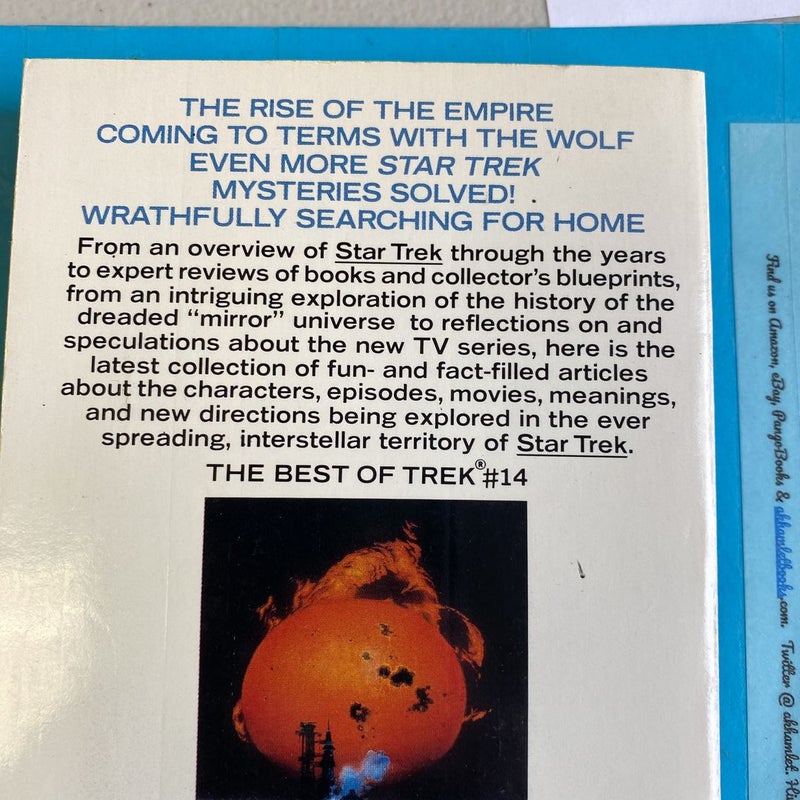 THE RISE OF THE EMPIRE
COMING TO TERMS WITH THE WOLF
EVEN MORE STAR TREK
MYSTERIES SOLVED!
WRATHFULLY SEARCHING FOR HOME
From an overview of Star Trek through the years
to expert reviews of books and collector's blueprints,
from an intriguing exploration of the history of the
dreaded “mirror” universe to reflections on and
speculations about the new TV series, here is the
latest collection of fun- and fact-filled articles
about the characters, episodes, movies, meanings,
and new directions being explored in the ever
spreading, interstellar territory of Star Trek.
THE BEST OF TREK®#14
Find us on Amazon, eBay, PangoBooks & akhamletbooks.com. Twitter @ akhamlet.